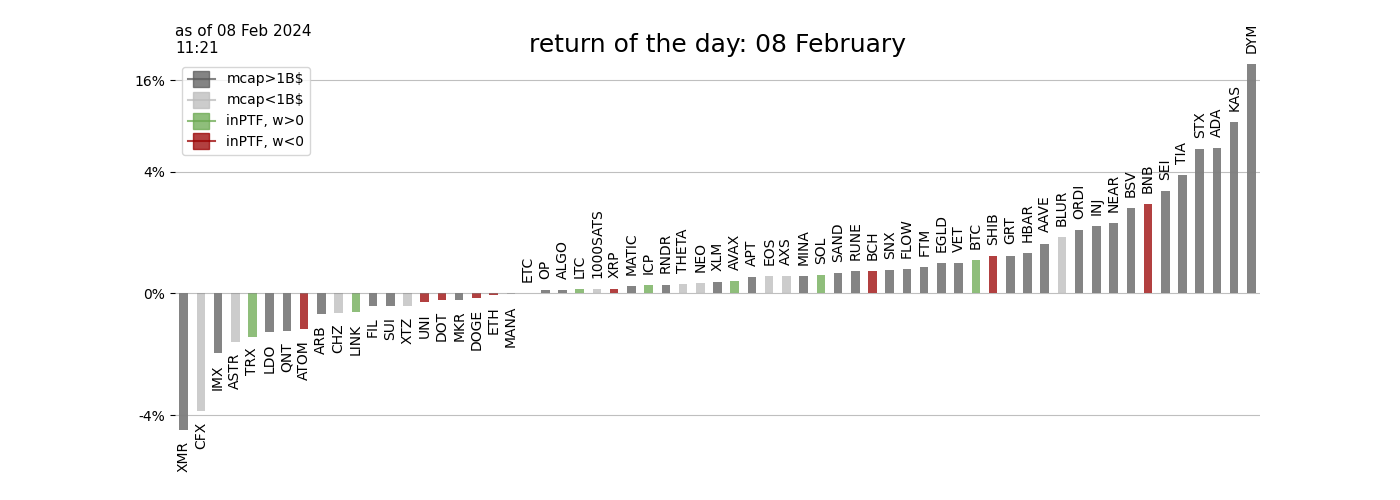 as of 08 Feb 2024
11:21
return of the day: 08 February
mcap>1B$
mcap<1B$
inPTF, w>0
inPTF, w<0
16%
4%
0%
-4%
XMR
CFX
IMX
ASTR
TRX
LDO
QNT
ATOM
ARB
CHZ
LINK
FIL
SUI
XTZ
UNI
DOT
MKR
DOGE
ETH
MANA
ETC
OP
ALGO
LTC
1000SATS
XRP
MATIC
ICP
RNDR
THETA
NEO
XLM
AVAX
APT
EOS
AXS
MINA
SOL
SAND
RUNE
BCH
SNX
FLOW
FTM
EGLD
VET
BTC
SHIB
GRT
HBAR
AAVE
BLUR
ORDI
INJ
NEAR
BSV
BNB
SEI
TIA
STX
ADA
KAS
DYM